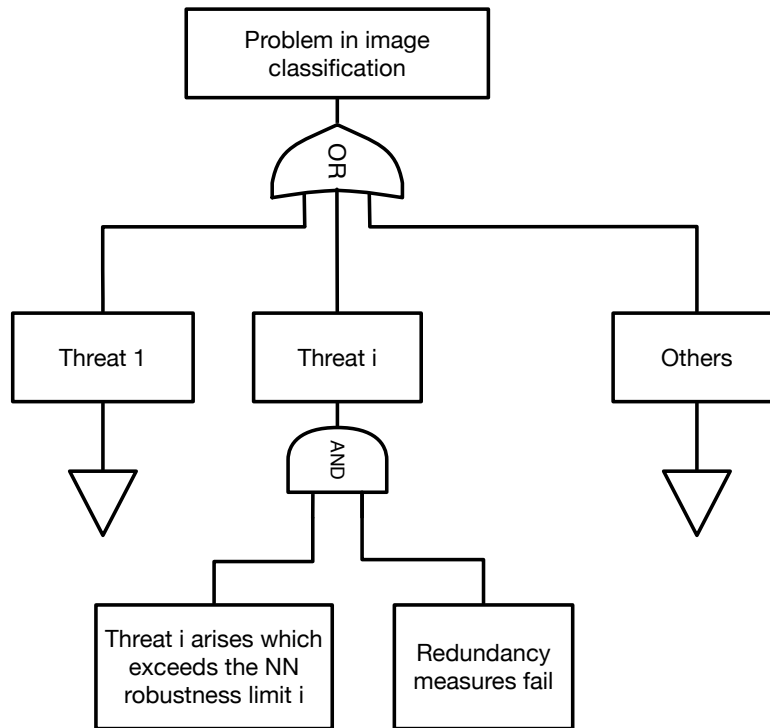 Problem in image
classification
OR
Threat 1
Threat i
Others
AND
Threat i arises which
exceeds the NN
robustness limit i
Redundancy
measures fail